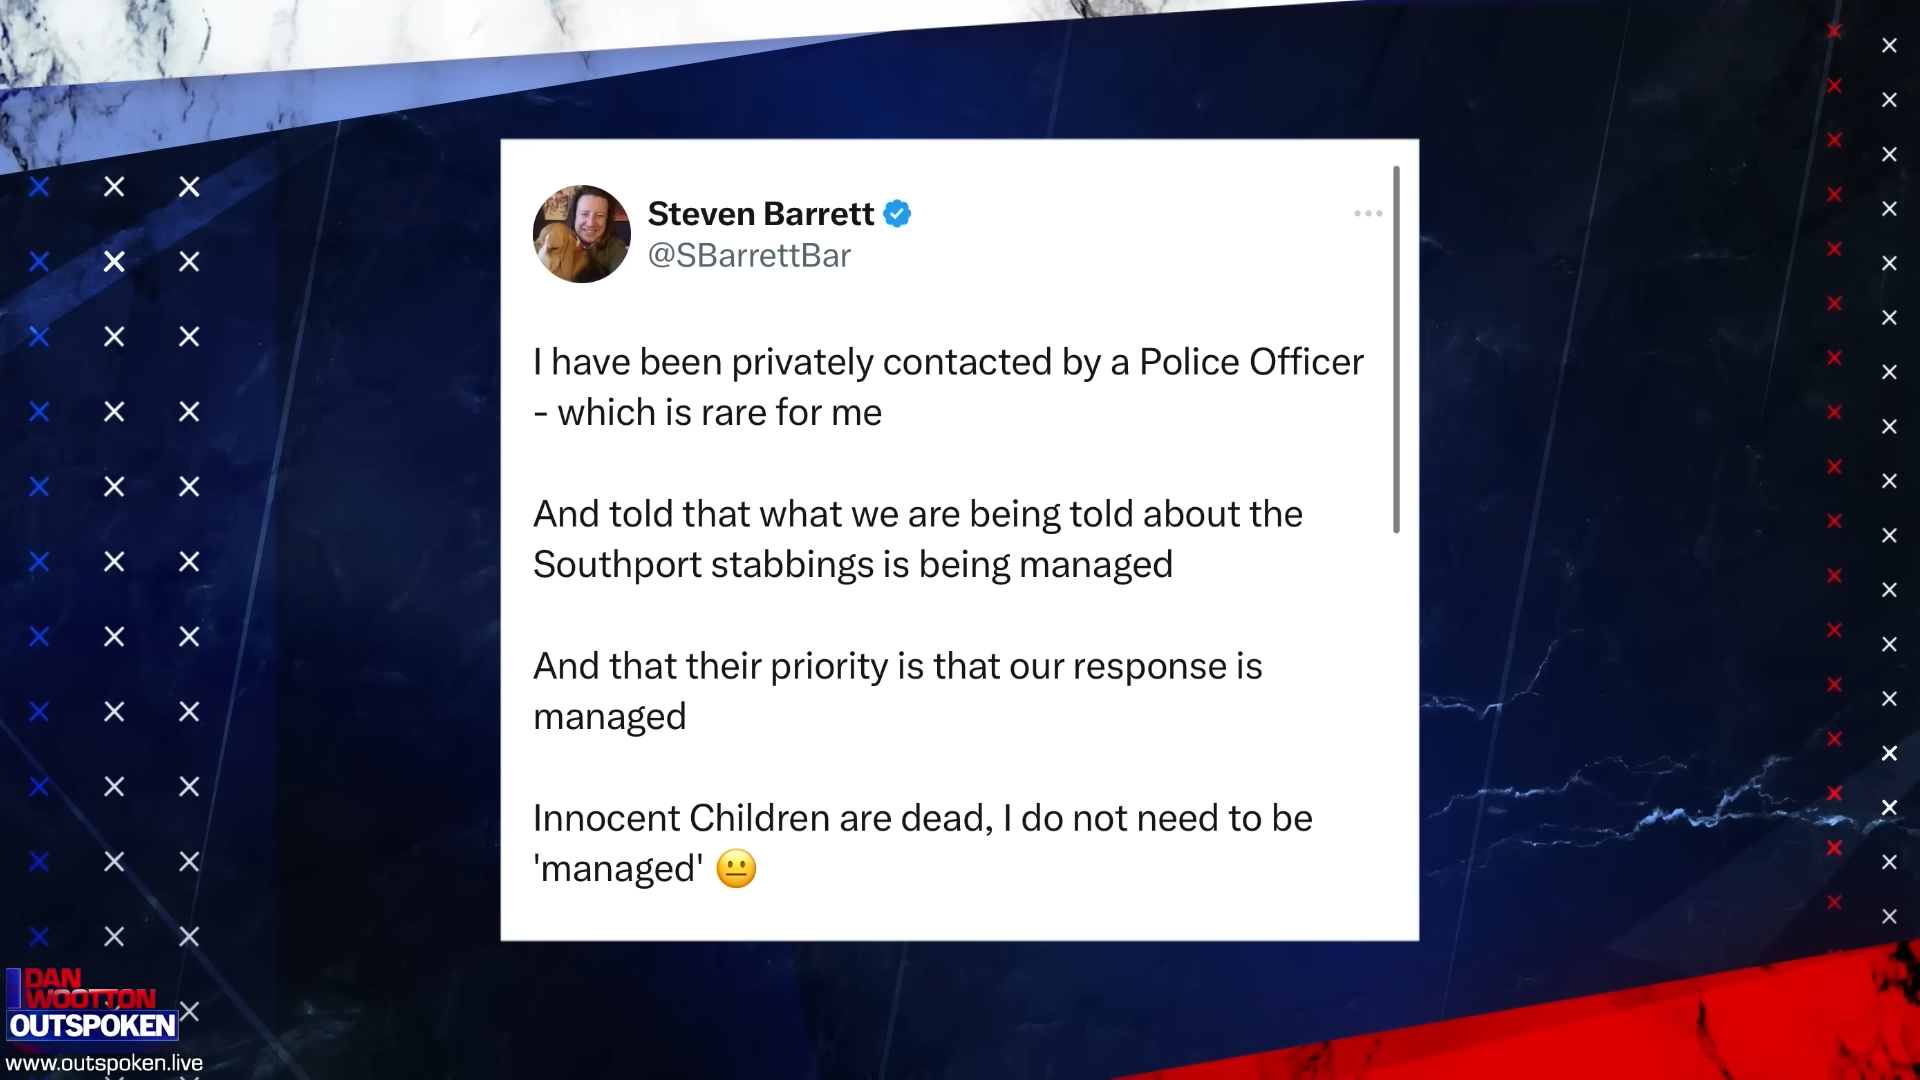 Steven Barrett
@SBarrettBar
I have been privately contacted by a Police Officer
- which is rare for me
And told that what we are being told about the
Southport stabbings is being managed
And that their priority is that our response is
managed
Innocent Children are dead, I do not need to be
'managed' 😐
DAN
WOOTTON
OUTSPOKEN
www.outspoken.live